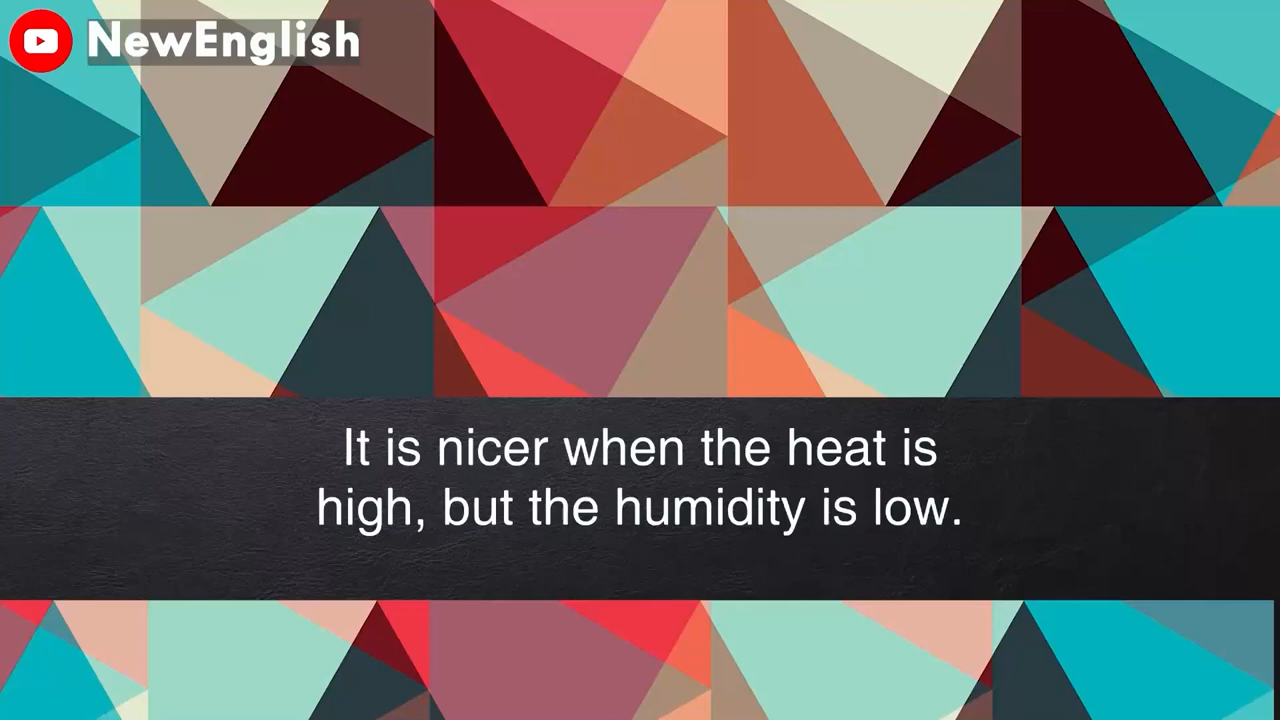 NewEnglish
It is nicer when the heat is
high, but the humidity is low.